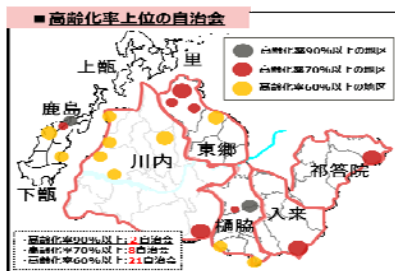 ■高齢化率上位の自治会
高齢化率90%以上の地区
高齢化率70%以上の地区
高齢化率60%以上の地区
里
上甑
鹿島
下甑
川内
東郷
祁答院
樋脇
入来
・高齢化率90%以上:2自治会
・高齢化率70%以上:8自治会
・高齢化率60%以上:21自治会